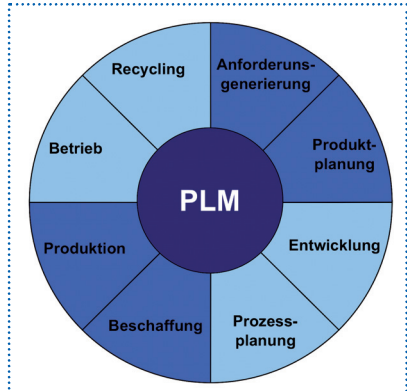 Recycling
Anforderuns-
generierung
Betrieb
Produkt-
planung
PLM
Produktion
Entwicklung
Beschaffung
Prozess-
planung